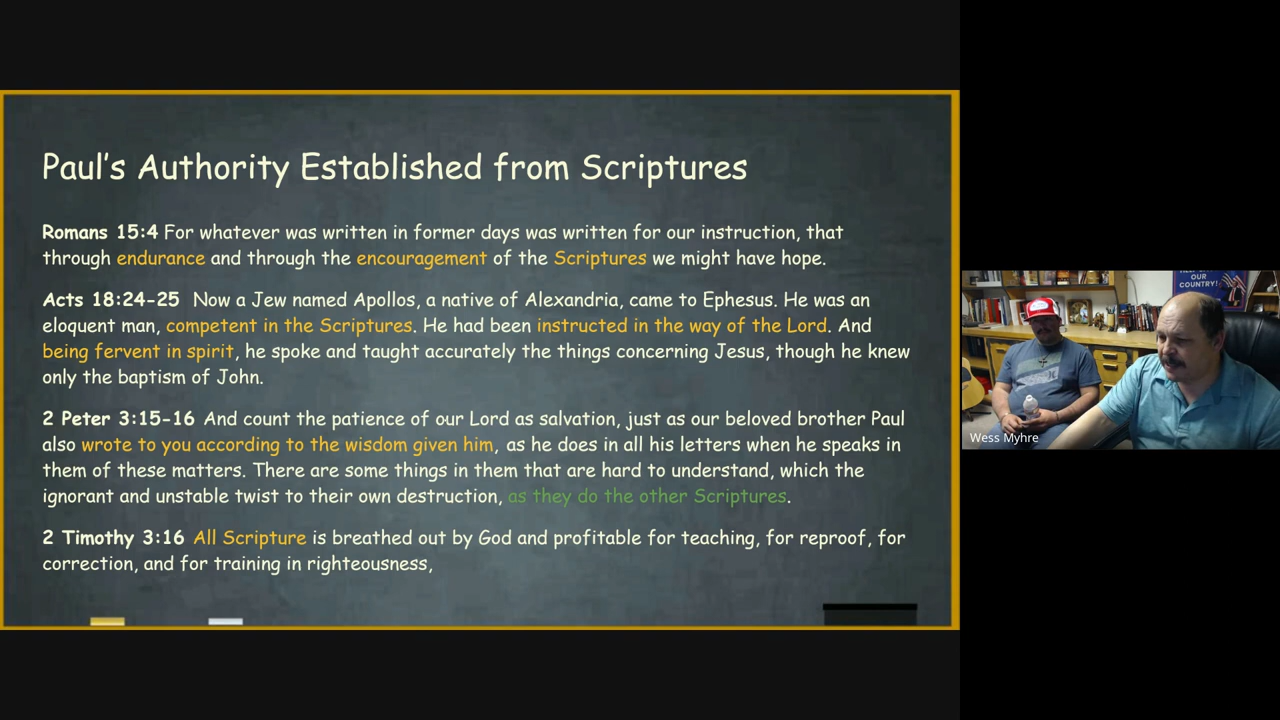 Paul's Authority Established from Scriptures
Romans 15:4 For whatever was written in former days was written for our instruction, that
through endurance and through the encouragement of the Scriptures we might have hope.
Acts 18:24-25 Now a Jew named Apollos, a native of Alexandria, came to Ephesus. He was an
eloquent man, competent in the Scriptures. He had been instructed in the way of the Lord. And
being fervent in spirit, he spoke and taught accurately the things concerning Jesus, though he knew
only the baptism of John.
2 Peter 3:15-16 And count the patience of our Lord as salvation, just as our beloved brother Paul
also wrote to you according to the wisdom given him, as he does in all his letters when he speaks in
them of these matters. There are some things in them that are hard to understand, which the
ignorant and unstable twist to their own destruction, as they do the other Scriptures.
2 Timothy 3:16 All Scripture is breathed out by God and profitable for teaching, for reproof, for
correction, and for training in righteousness,
OUR
COUNTRY!
Wess Myhre